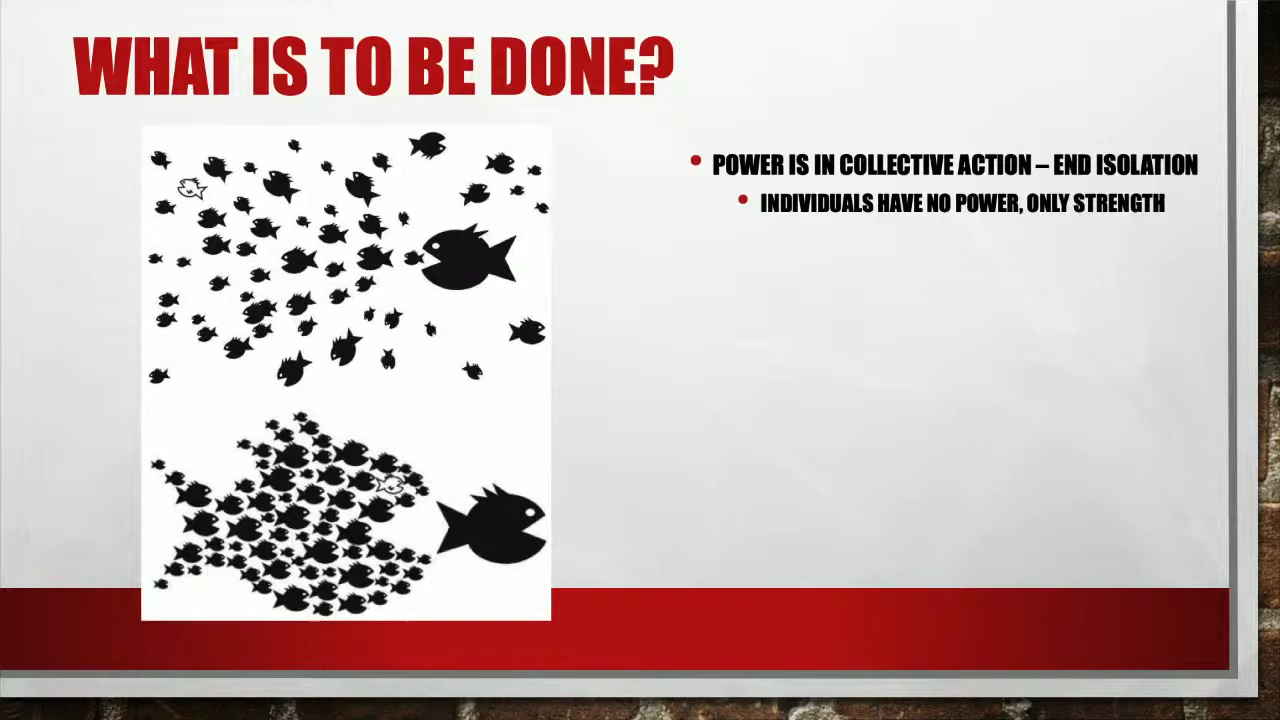 WHAT IS TO BE DONE?
• POWER IS IN COLLECTIVE ACTION – END ISOLATION
• INDIVIDUALS HAVE NO POWER, ONLY STRENGTH